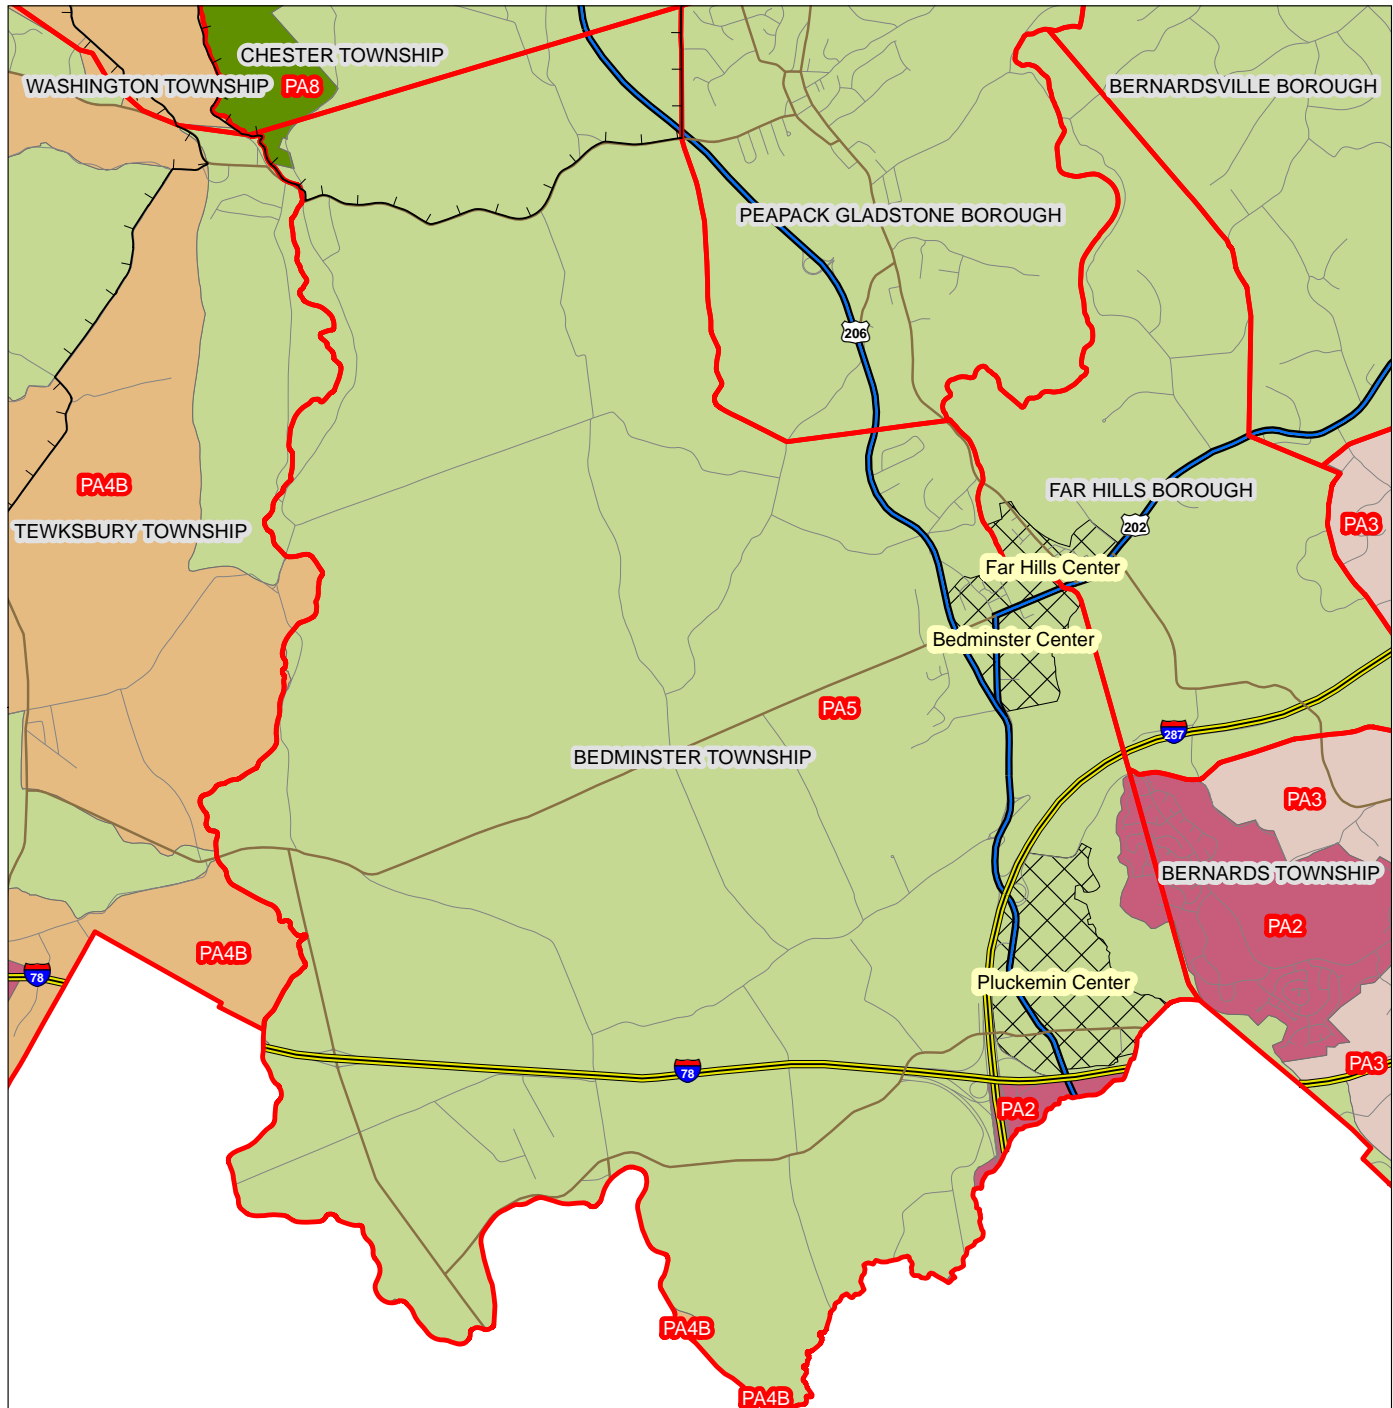 CHESTER TOWNSHIP
WASHINGTON TOWNSHIP
PA8
BERNARDSVILLE BOROUGH
PEAPACK GLADSTONE BOROUGH
206
PA4B
FAR HILLS BOROUGH
TEWKSBURY TOWNSHIP
202
PA3
Far Hills Center
Bedminster Center
PA5
287
BEDMINSTER TOWNSHIP
PA3
BERNARDS TOWNSHIP
PA2
PA4B
78
Pluckemin Center
78
PA3
PA2
PA4B
PA4B